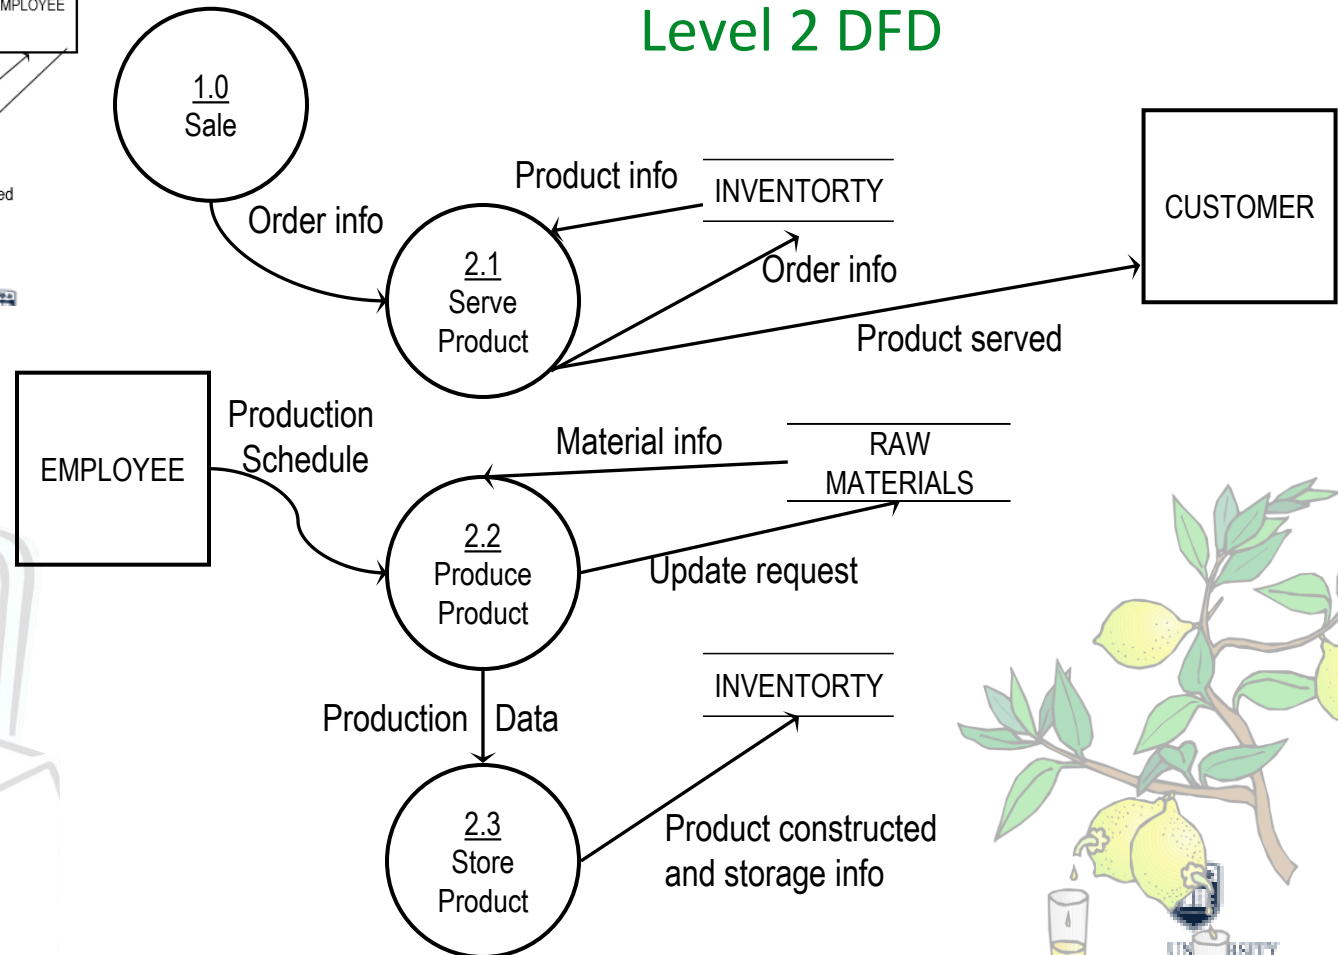 Level 2 DFD
EMPLOYEE
1.0
Sale
Order info
Product info
INVENTORTY
CUSTOMER
2.1
Serve
Product
Order info
Product served
EMPLOYEE
Production
Schedule
Material info
RAW
MATERIALS
2.2
Produce
Product
Update request
Production Data
INVENTORTY
2.3
Store
Product
Product constructed
and storage info